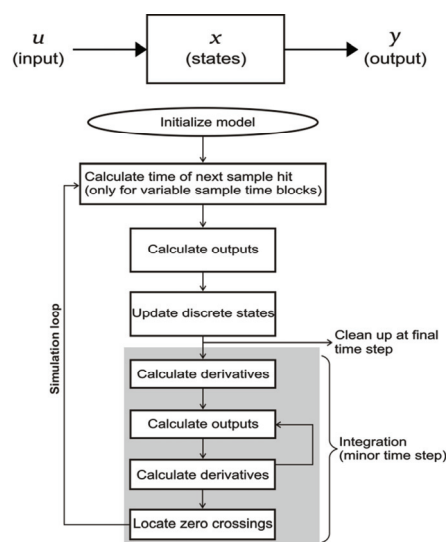 u
(input)
x
(states)
y
(output)
Initialize model
Calculate time of next sample hit
(only for variable sample time blocks)
Calculate outputs
Update discrete states
Clean up at final
time step
Simulation loop
Calculate derivatives
Calculate outputs
Integration
(minor time step)
Calculate derivatives
Locate zero crossings